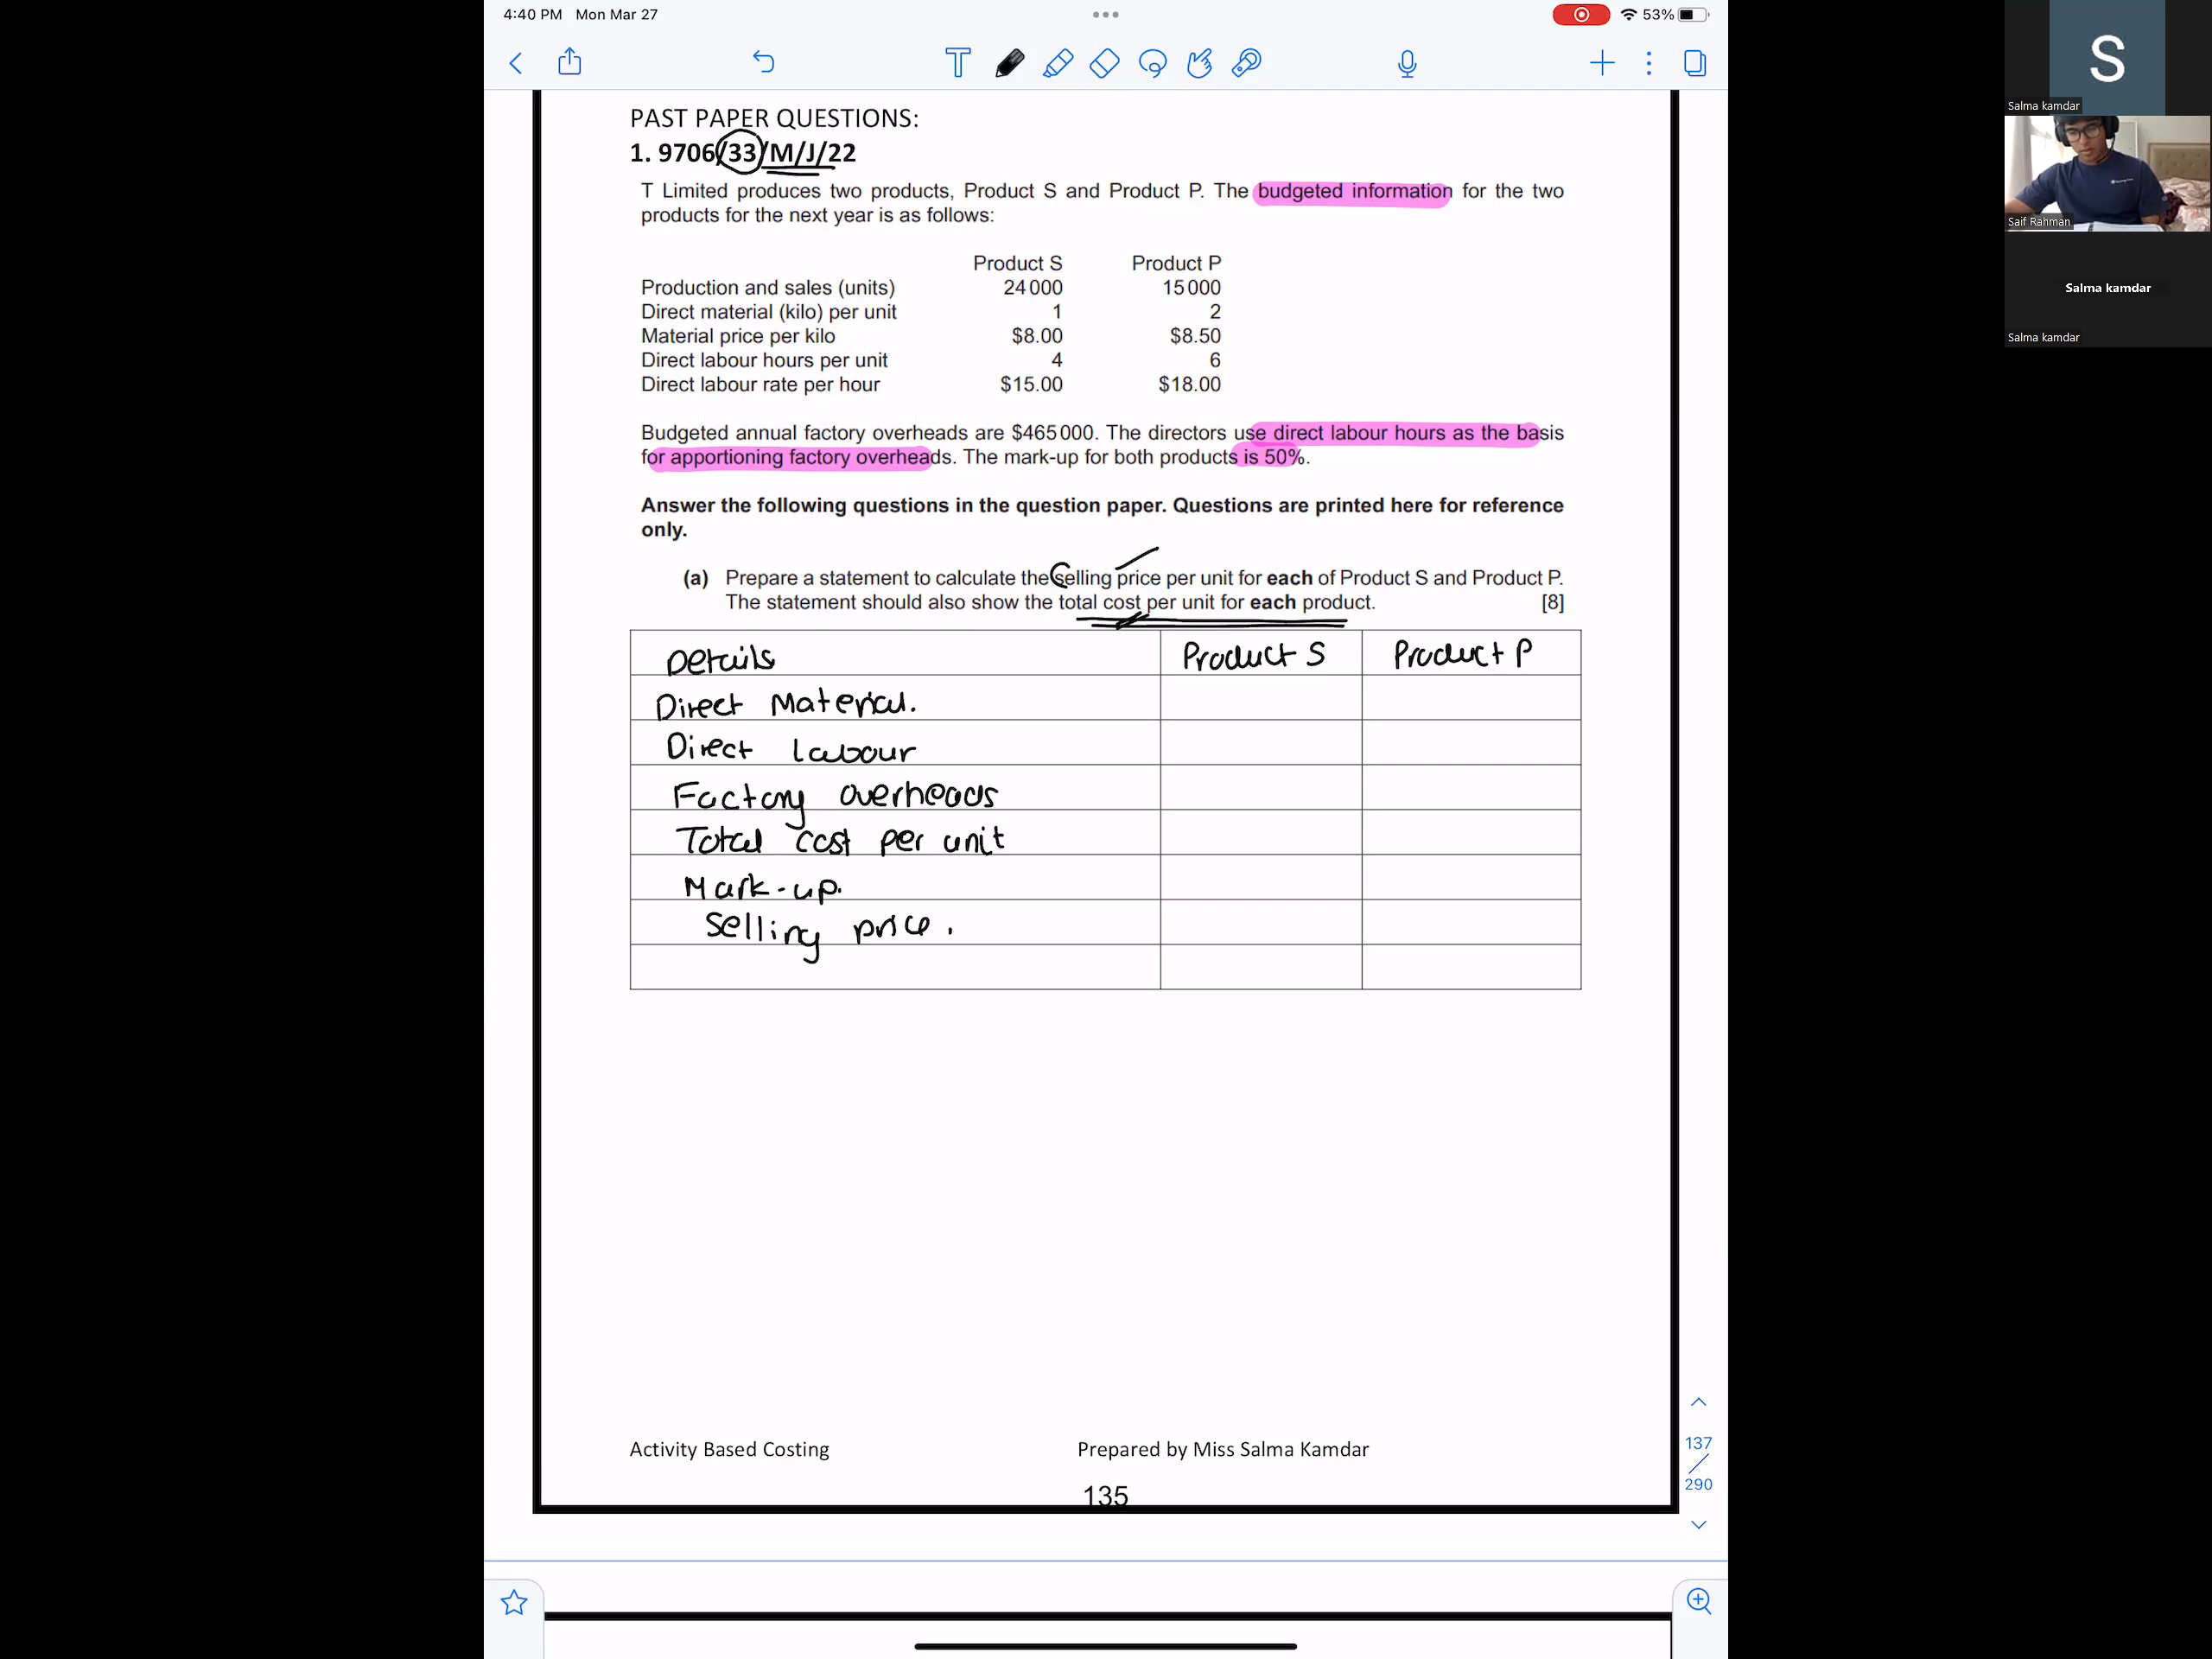 4:40 PM Mon Mar 27
53%
S
Salma kamdar
Saif Rahman
Salma kamdar
Salma kamdar
PAST PAPER QUESTIONS:
1. 9706/33/M/J/22
T Limited produces two products, Product S and Product P. The budgeted information for the two
products for the next year is as follows:
Product S Product P
Production and sales (units) 24 000 15 000
Direct material (kilo) per unit 1 2
Material price per kilo $8.00 $8.50
Direct labour hours per unit 4 6
Direct labour rate per hour $15.00 $18.00
Budgeted annual factory overheads are $465 000. The directors use direct labour hours as the basis
for apportioning factory overheads. The mark-up for both products is 50%.
Answer the following questions in the question paper. Questions are printed here for reference
only.
(a) Prepare a statement to calculate the selling price per unit for each of Product S and Product P.
The statement should also show the total cost per unit for each product. [8]
Details Product S Product P
Direct Material.
Direct labour
Factory overheads
Total cost per unit
Mark-up.
Selling price.
Activity Based Costing Prepared by Miss Salma Kamdar
135
137
290